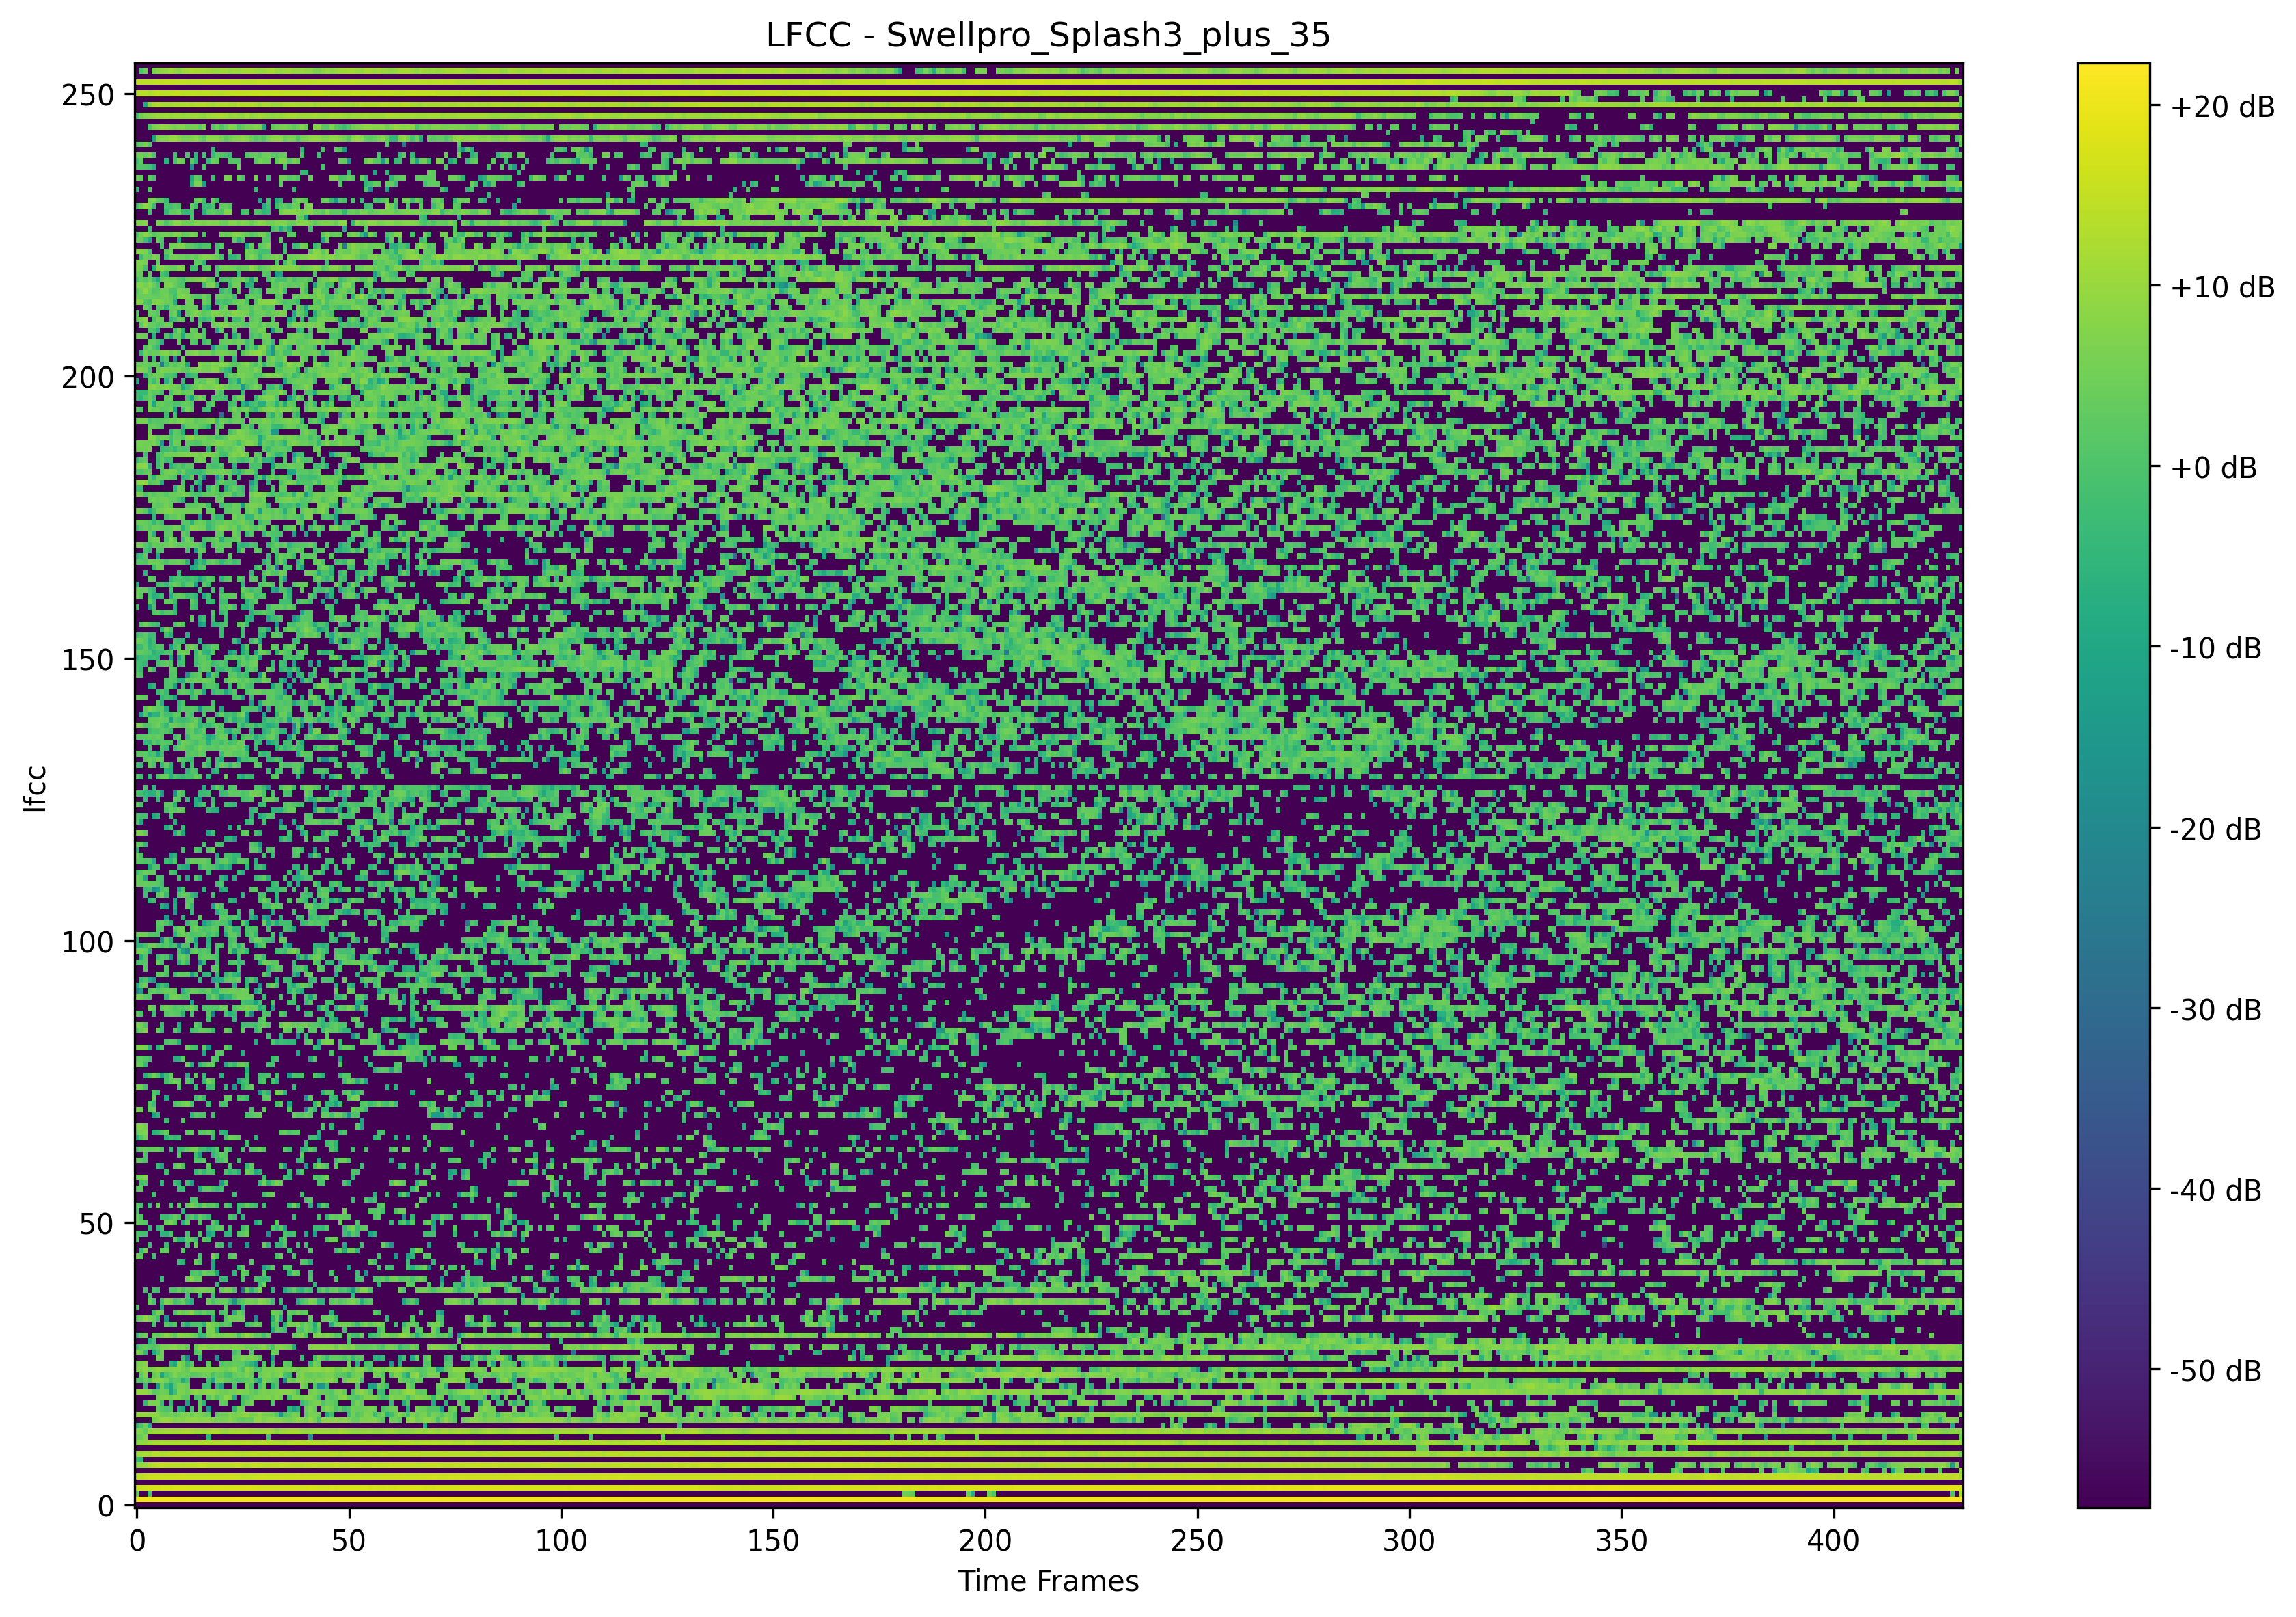 LFCC - Swellpro_Splash3_plus_35
250
200
150
100
50
0
lfcc
0 50 100 150 200 250 300 350 400
Time Frames
+20 dB
+10 dB
+0 dB
-10 dB
-20 dB
-30 dB
-40 dB
-50 dB